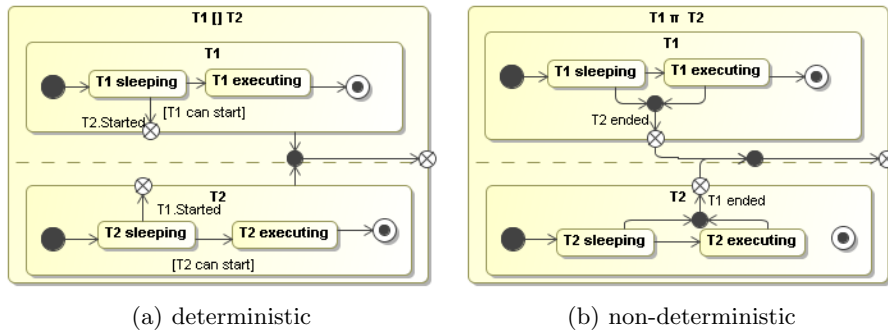 T1 [] T2
T1
T1 sleeping
T1 executing
[T1 can start]
T2.Started
T2
T1.Started
T2 sleeping
T2 executing
[T2 can start]
(a) deterministic
T1 π T2
T1
T1 sleeping
T1 executing
T2 ended
T2
T1 ended
T2 sleeping
T2 executing
(b) non-deterministic